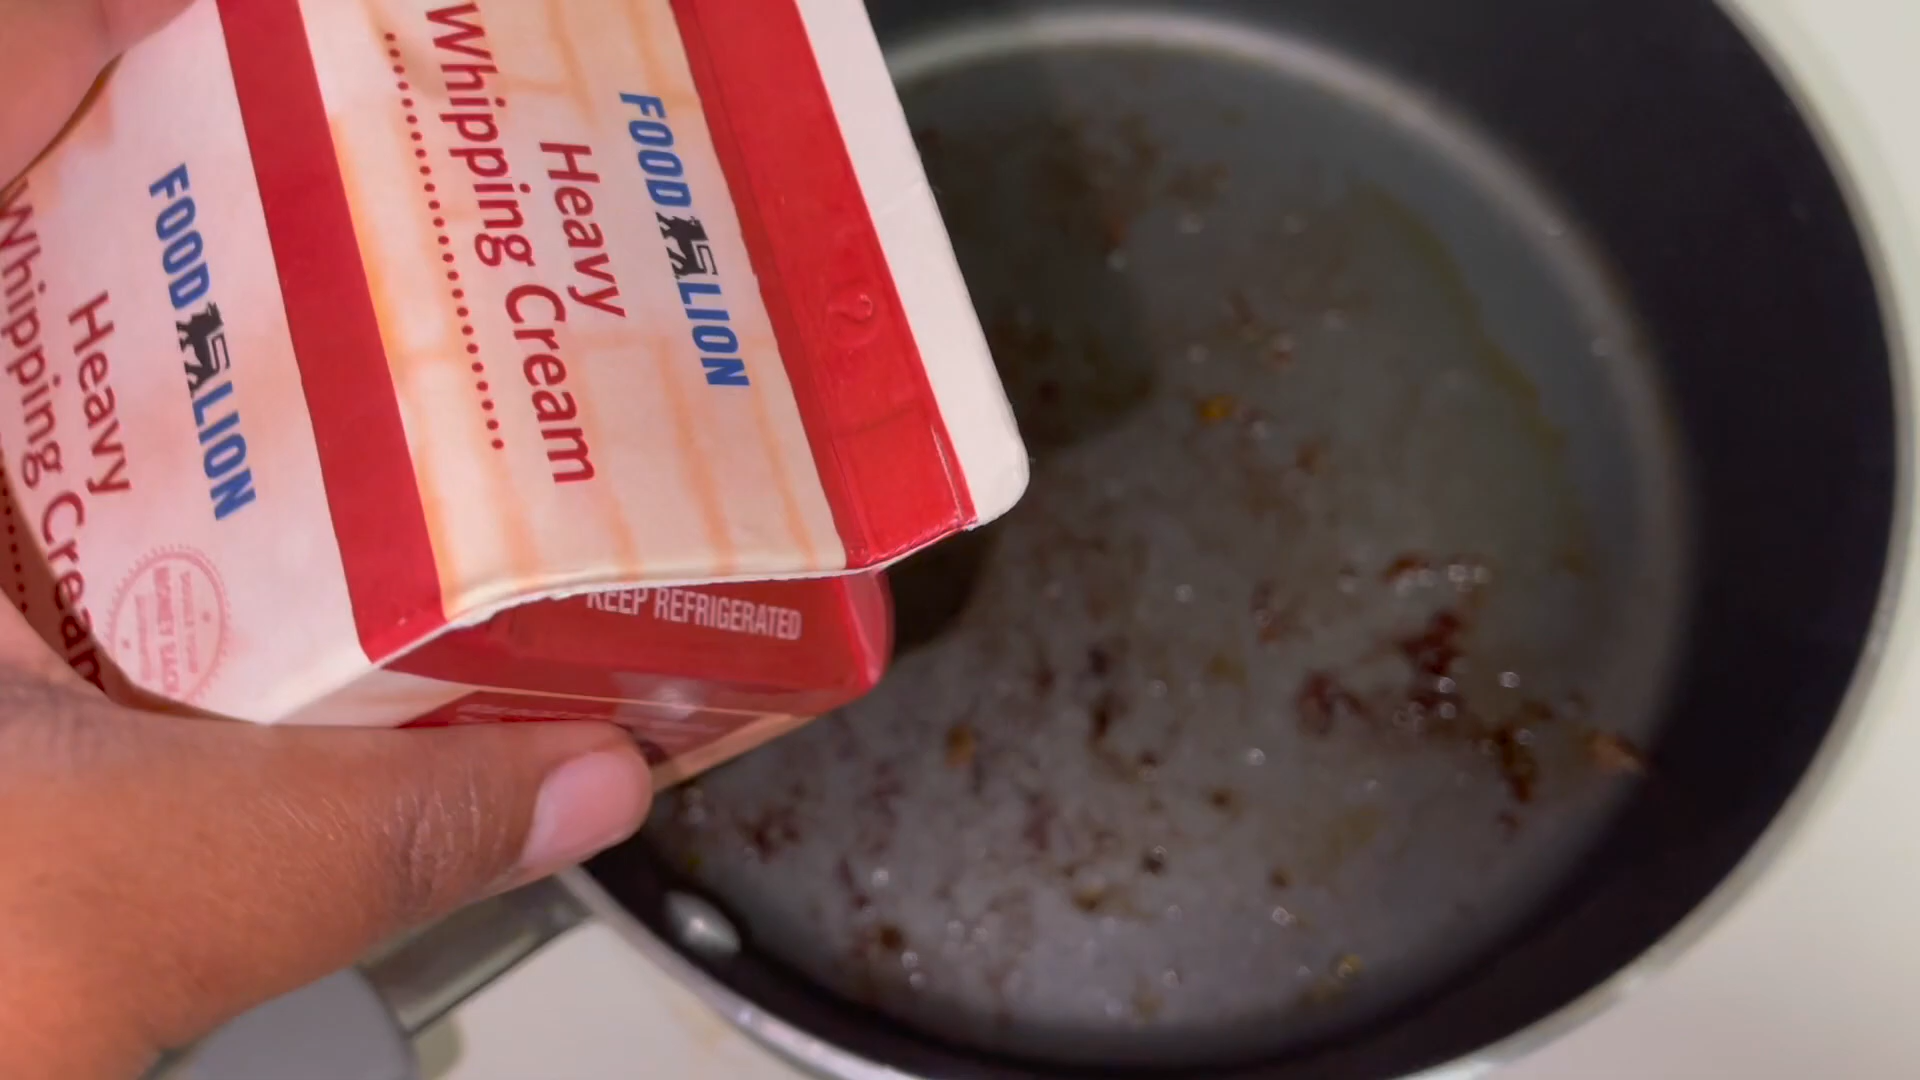 FOOD LION
Heavy
Whipping Cream
FOOD LION
Heavy
Whipping Cream
KEEP REFRIGERATED